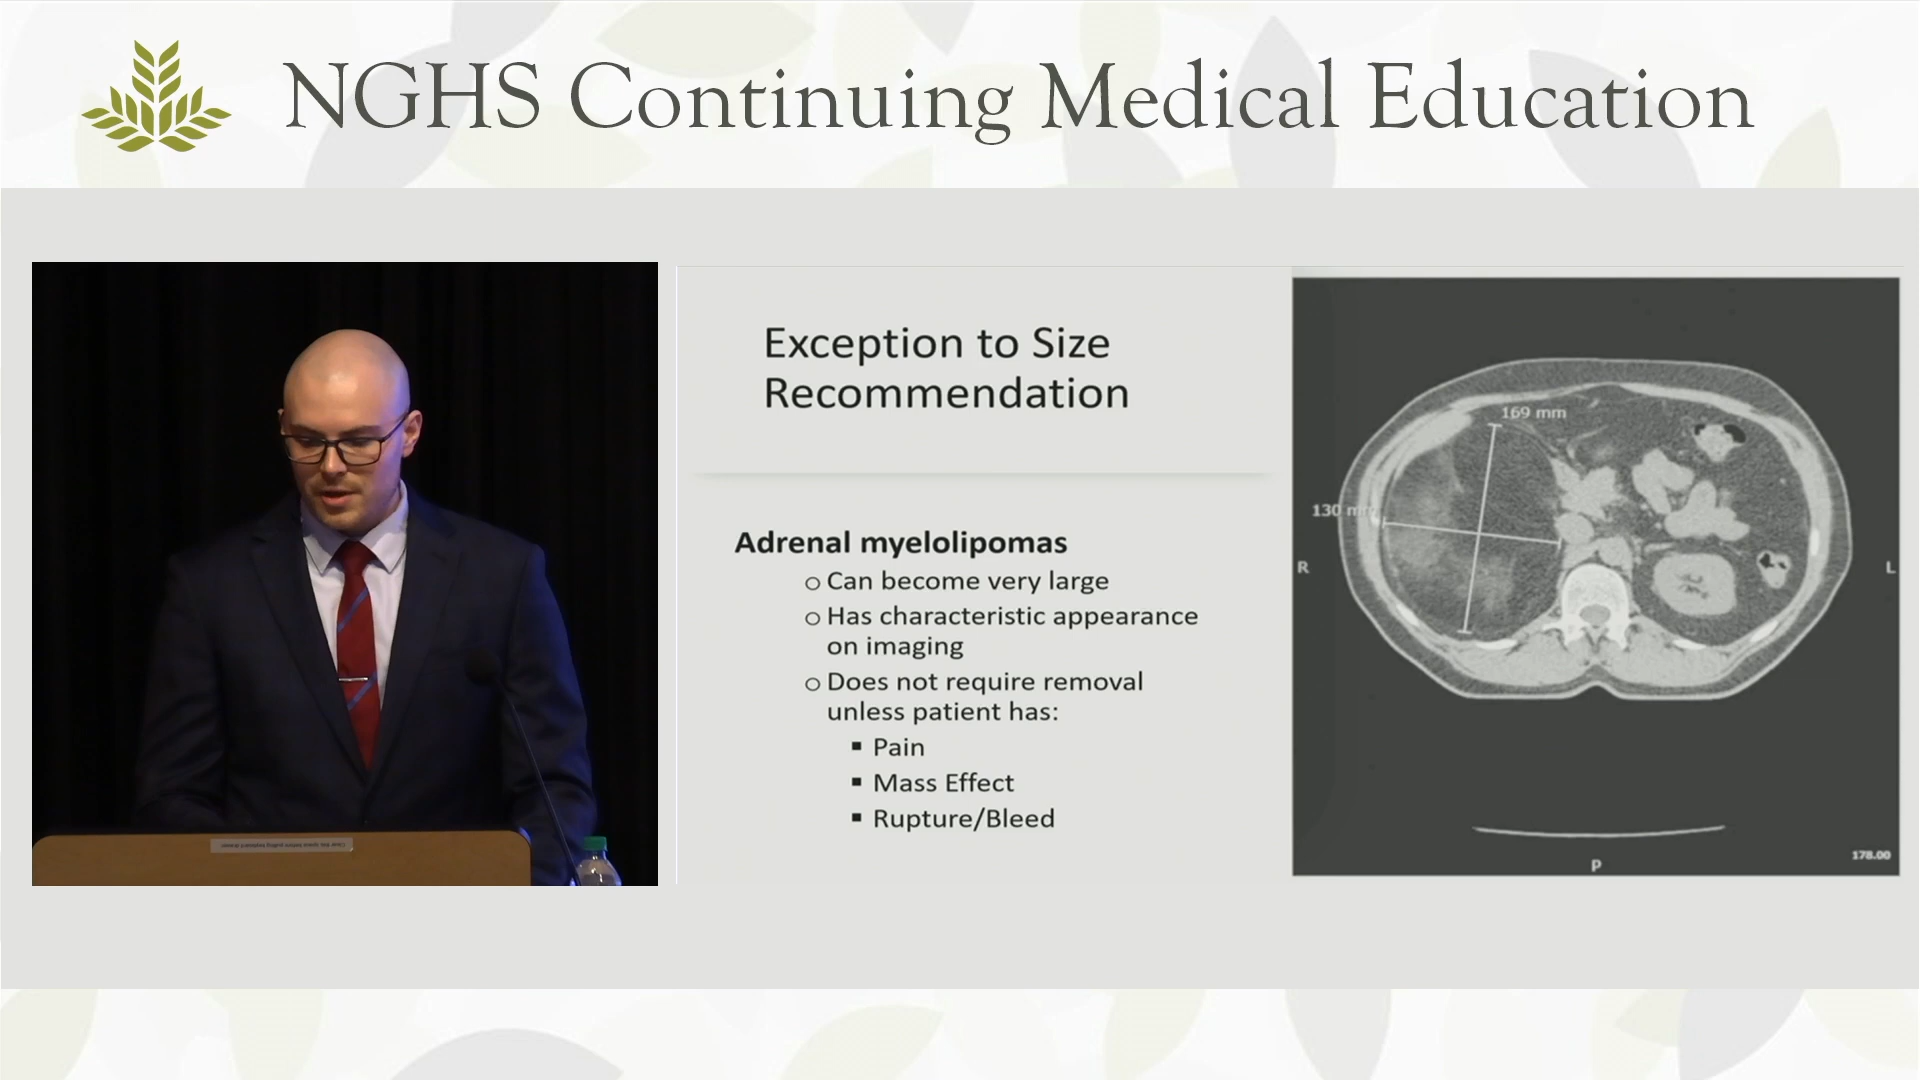 NGHS Continuing Medical Education
Exception to Size
Recommendation
Adrenal myelolipomas
Can become very large
Has characteristic appearance
on imaging
Does not require removal
unless patient has:
Pain
Mass Effect
Rupture/Bleed
169 mm
130 mm
R
L
P
178.00